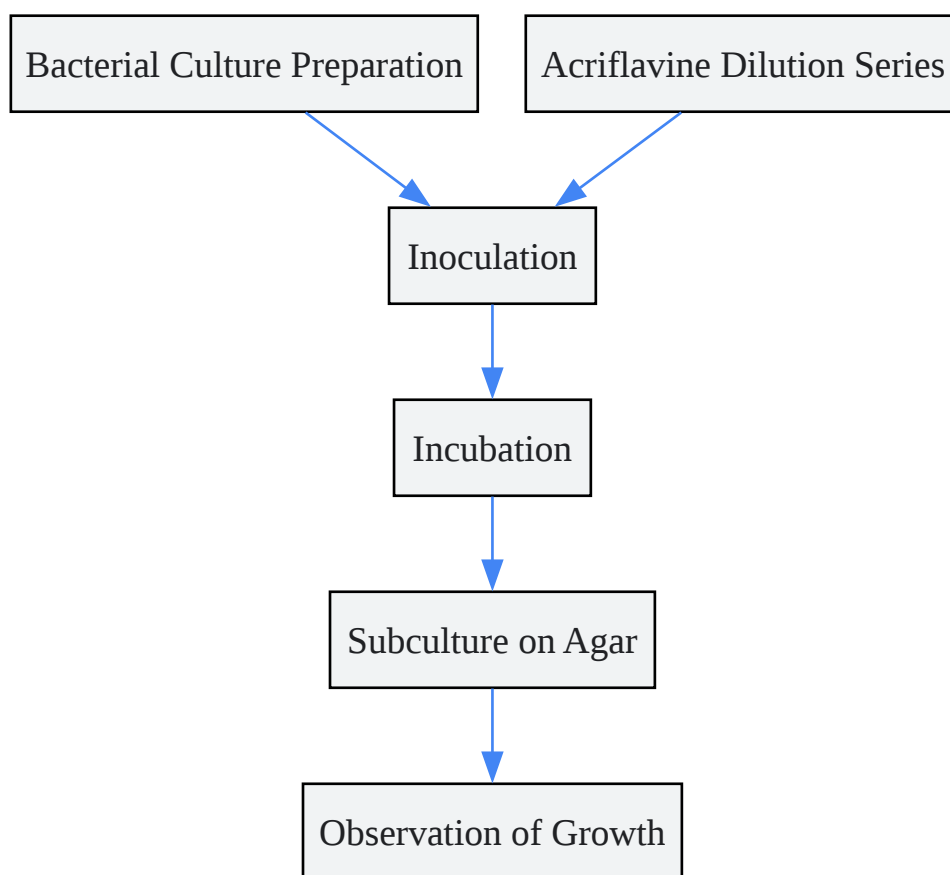 Bacterial Culture Preparation
Acriflavine Dilution Series
Inoculation
Incubation
Subculture on Agar
Observation of Growth